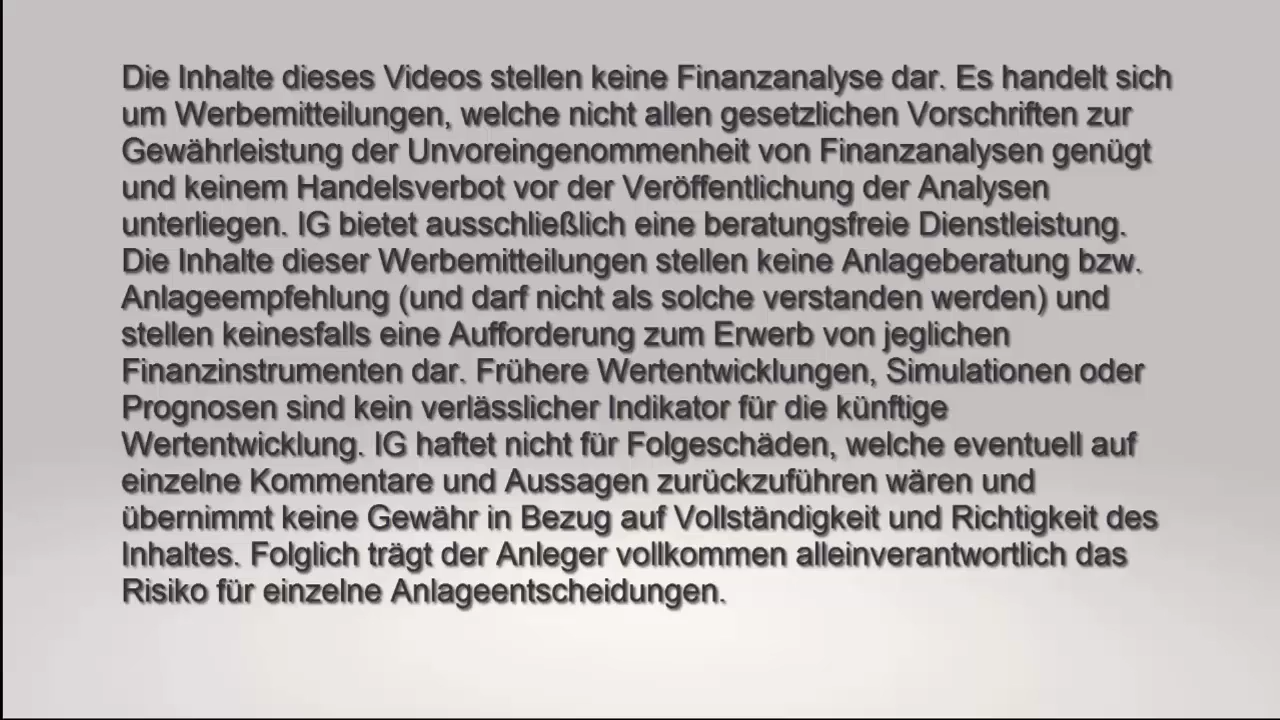 Die Inhalte dieses Videos stellen keine Finanzanalyse dar. Es handelt sich
um Werbemitteilungen, welche nicht allen gesetzlichen Vorschriften zur
Gewährleistung der Unvoreingenommenheit von Finanzanalysen genügt
und keinem Handelsverbot vor der Veröffentlichung der Analysen
unterliegen. IG bietet ausschließlich eine beratungsfreie Dienstleistung.
Die Inhalte dieser Werbemitteilungen stellen keine Anlageberatung bzw.
Anlageempfehlung (und darf nicht als solche verstanden werden) und
stellen keinesfalls eine Aufforderung zum Erwerb von jeglichen
Finanzinstrumenten dar. Frühere Wertentwicklungen, Simulationen oder
Prognosen sind kein verlässlicher Indikator für die künftige
Wertentwicklung. IG haftet nicht für Folgeschäden, welche eventuell auf
einzelne Kommentare und Aussagen zurückzuführen wären und
übernimmt keine Gewähr in Bezug auf Vollständigkeit und Richtigkeit des
Inhaltes. Folglich trägt der Anleger vollkommen alleinverantwortlich das
Risiko für einzelne Anlageentscheidungen.